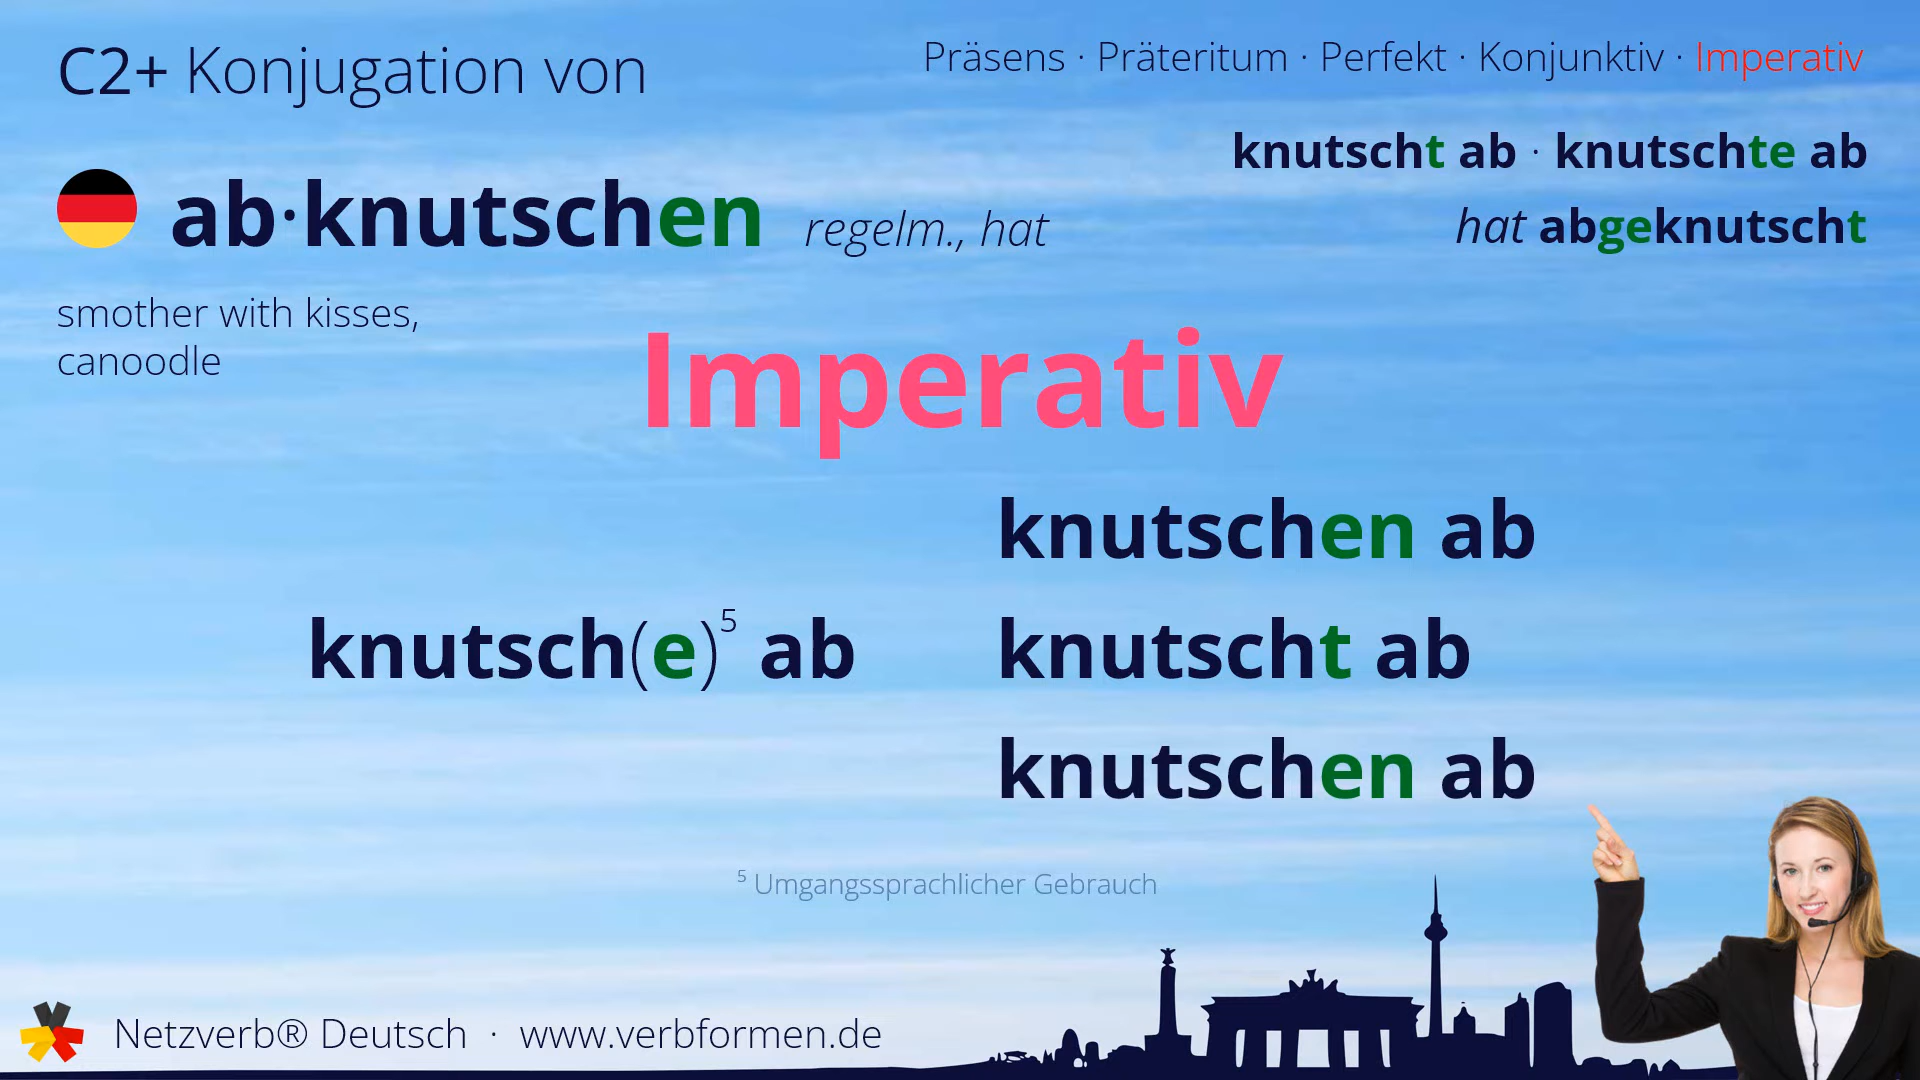 C2+ Konjugation von
Präsens · Präteritum · Perfekt · Konjunktiv · Imperativ
ab·knutschen regelm., hat
knutscht ab · knutschte ab
hat abgeknutscht
smother with kisses,
canoodle
Imperativ
knutschen ab
knutsch(e)⁵ ab
knutscht ab
knutschen ab
⁵ Umgangssprachlicher Gebrauch
Netzverb® Deutsch · www.verbformen.de